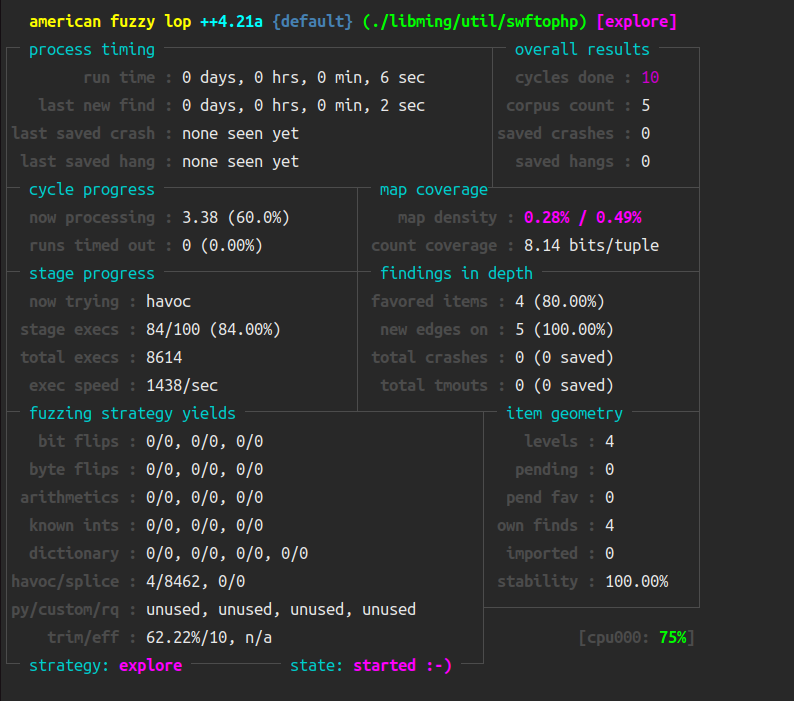 american fuzzy lop ++4.21a {default} (./libming/util/swftophp) [explore]
process timing overall results
run time : 0 days, 0 hrs, 0 min, 6 sec cycles done : 10
last new find : 0 days, 0 hrs, 0 min, 2 sec corpus count : 5
last saved crash : none seen yet saved crashes : 0
last saved hang : none seen yet saved hangs : 0
cycle progress map coverage
now processing : 3.38 (60.0%) map density : 0.28% / 0.49%
runs timed out : 0 (0.00%) count coverage : 8.14 bits/tuple
stage progress findings in depth
now trying : havoc favored items : 4 (80.00%)
stage execs : 84/100 (84.00%) new edges on : 5 (100.00%)
total execs : 8614 total crashes : 0 (0 saved)
exec speed : 1438/sec total tmouts : 0 (0 saved)
fuzzing strategy yields item geometry
bit flips : 0/0, 0/0, 0/0 levels : 4
byte flips : 0/0, 0/0, 0/0 pending : 0
arithmetics : 0/0, 0/0, 0/0 pend fav : 0
known ints : 0/0, 0/0, 0/0 own finds : 4
dictionary : 0/0, 0/0, 0/0, 0/0 imported : 0
havoc/splice : 4/8462, 0/0 stability : 100.00%
py/custom/rq : unused, unused, unused, unused
trim/eff : 62.22%/10, n/a [cpu000: 75%]
strategy: explore state: started :-)